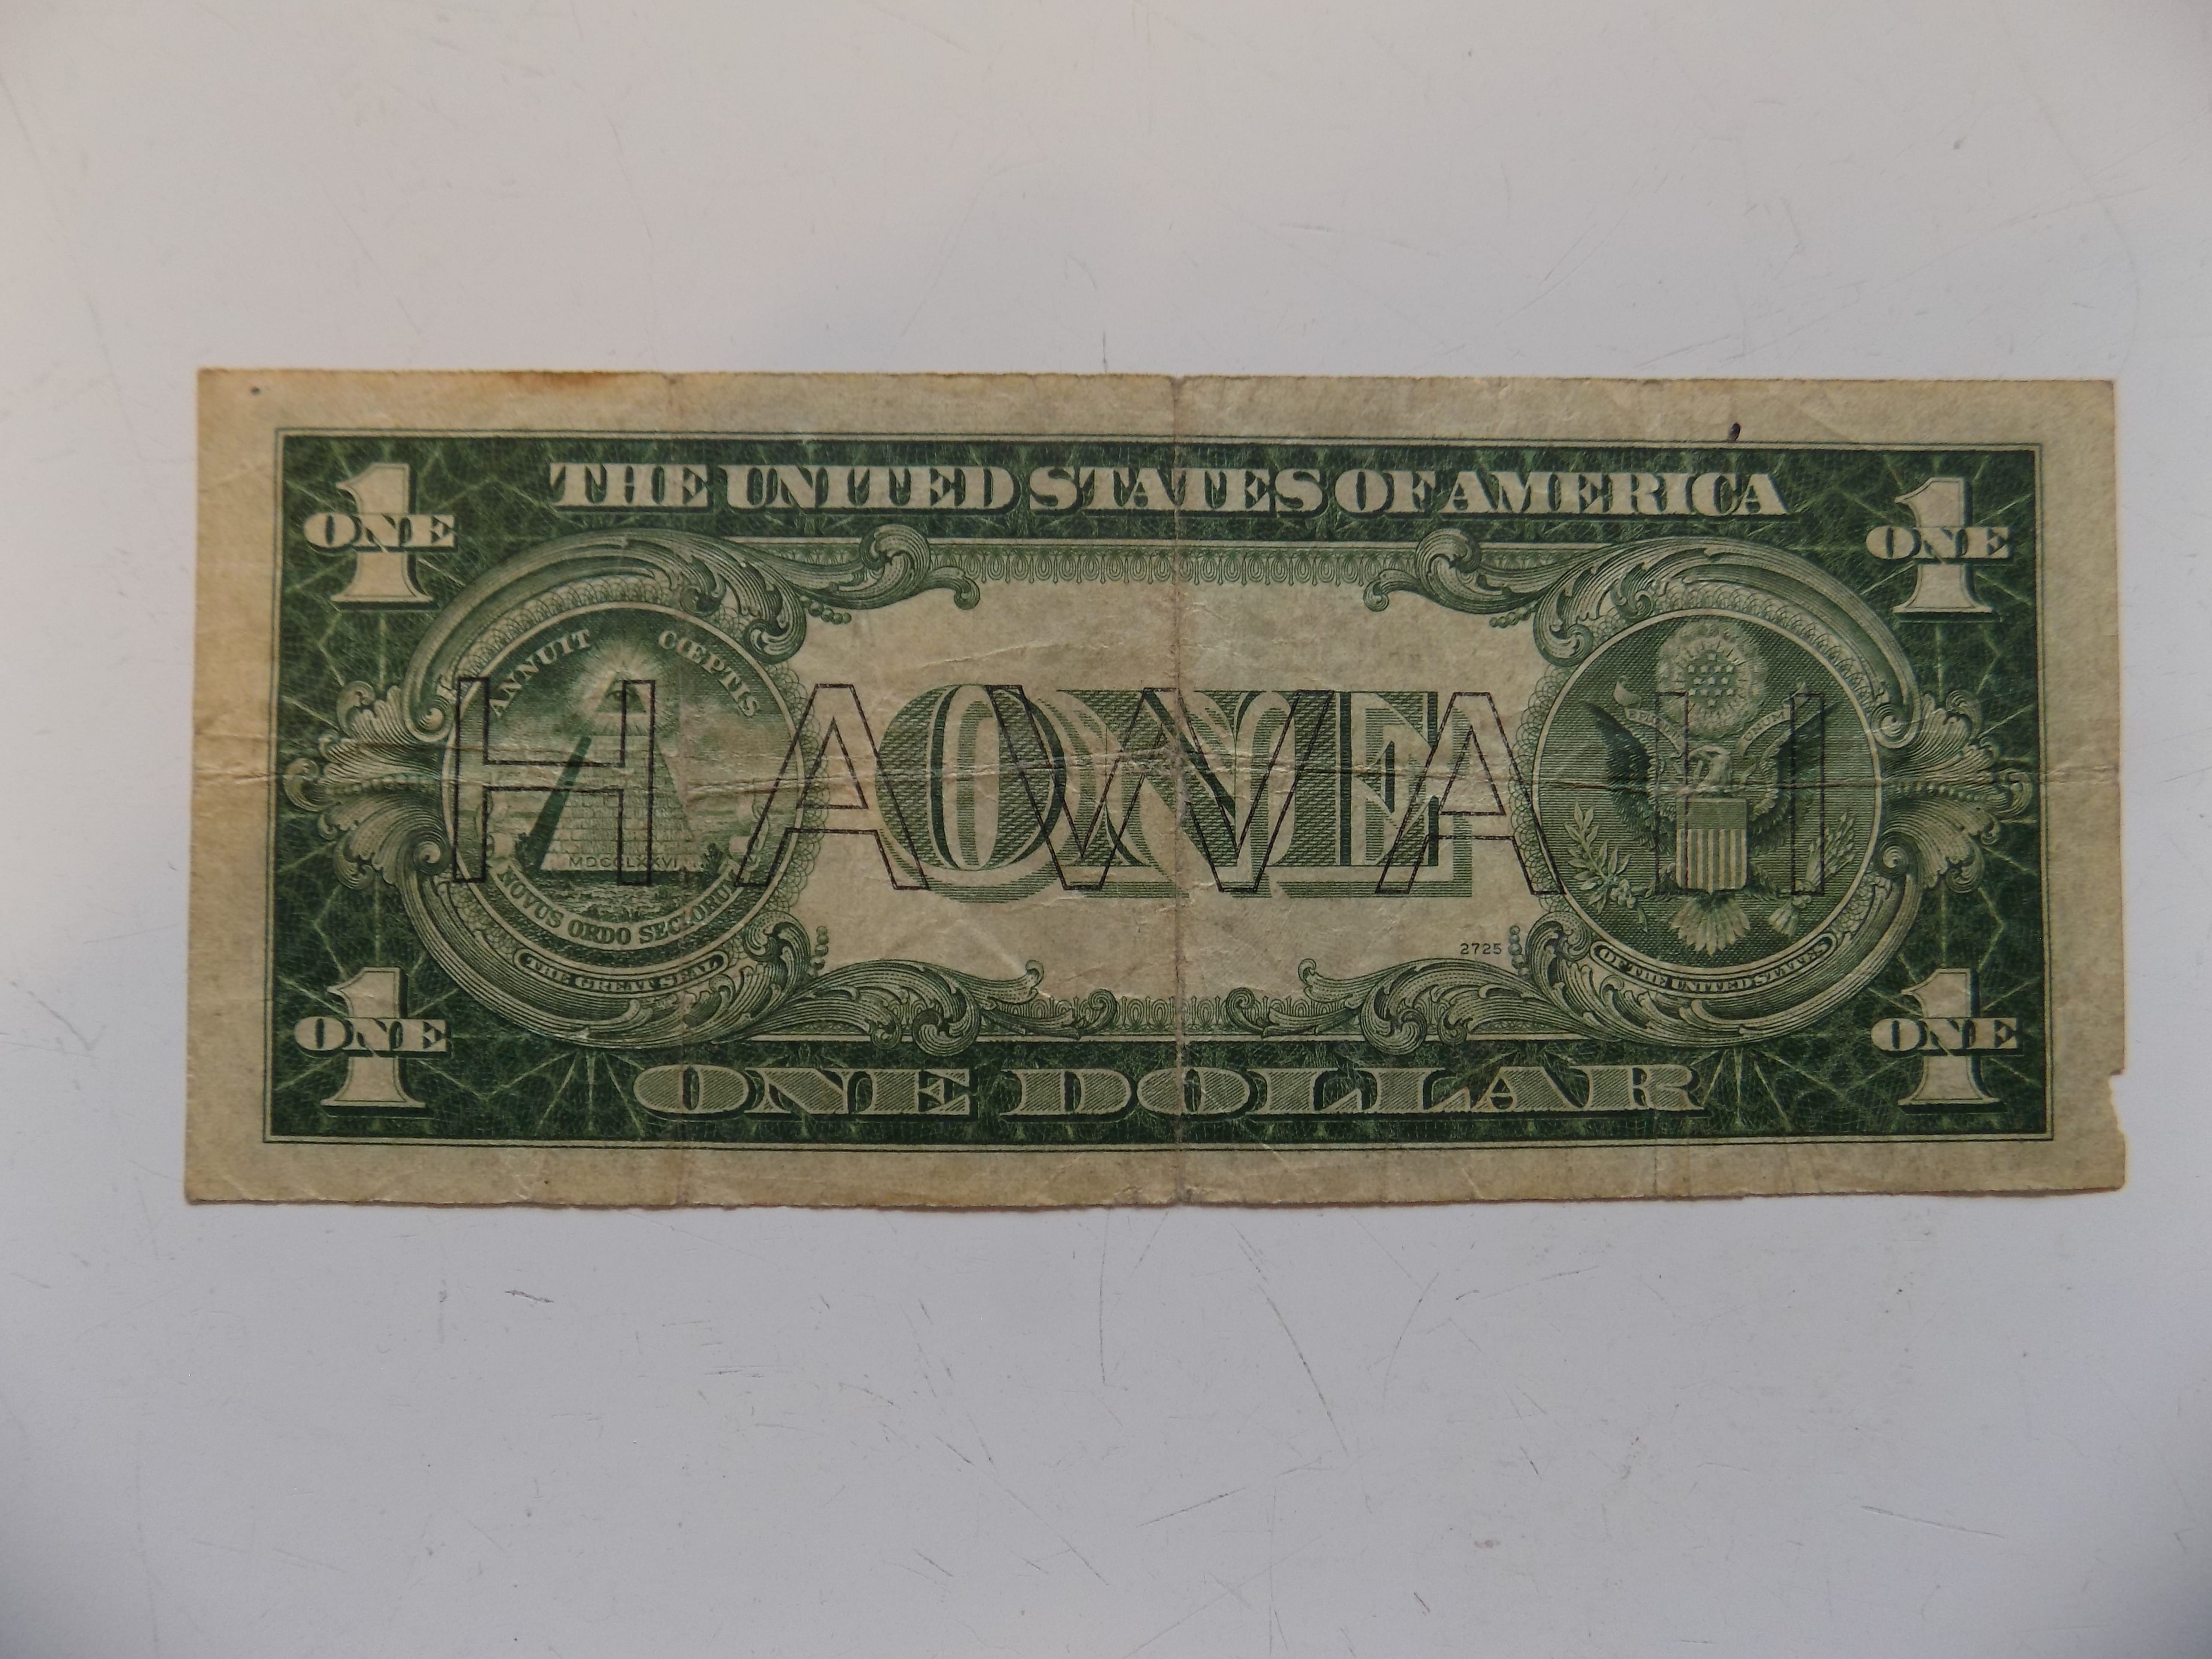 THE UNITED STATES OF AMERICA
1 ONE
1 ONE
ANNUIT CŒPTIS
MDCCLXXVI
NOVUS ORDO SECLORUM
THE GREAT SEAL
HAWAII
ONE
2725
OF THE UNITED STATES
1 ONE
ONE DOLLAR
1 ONE